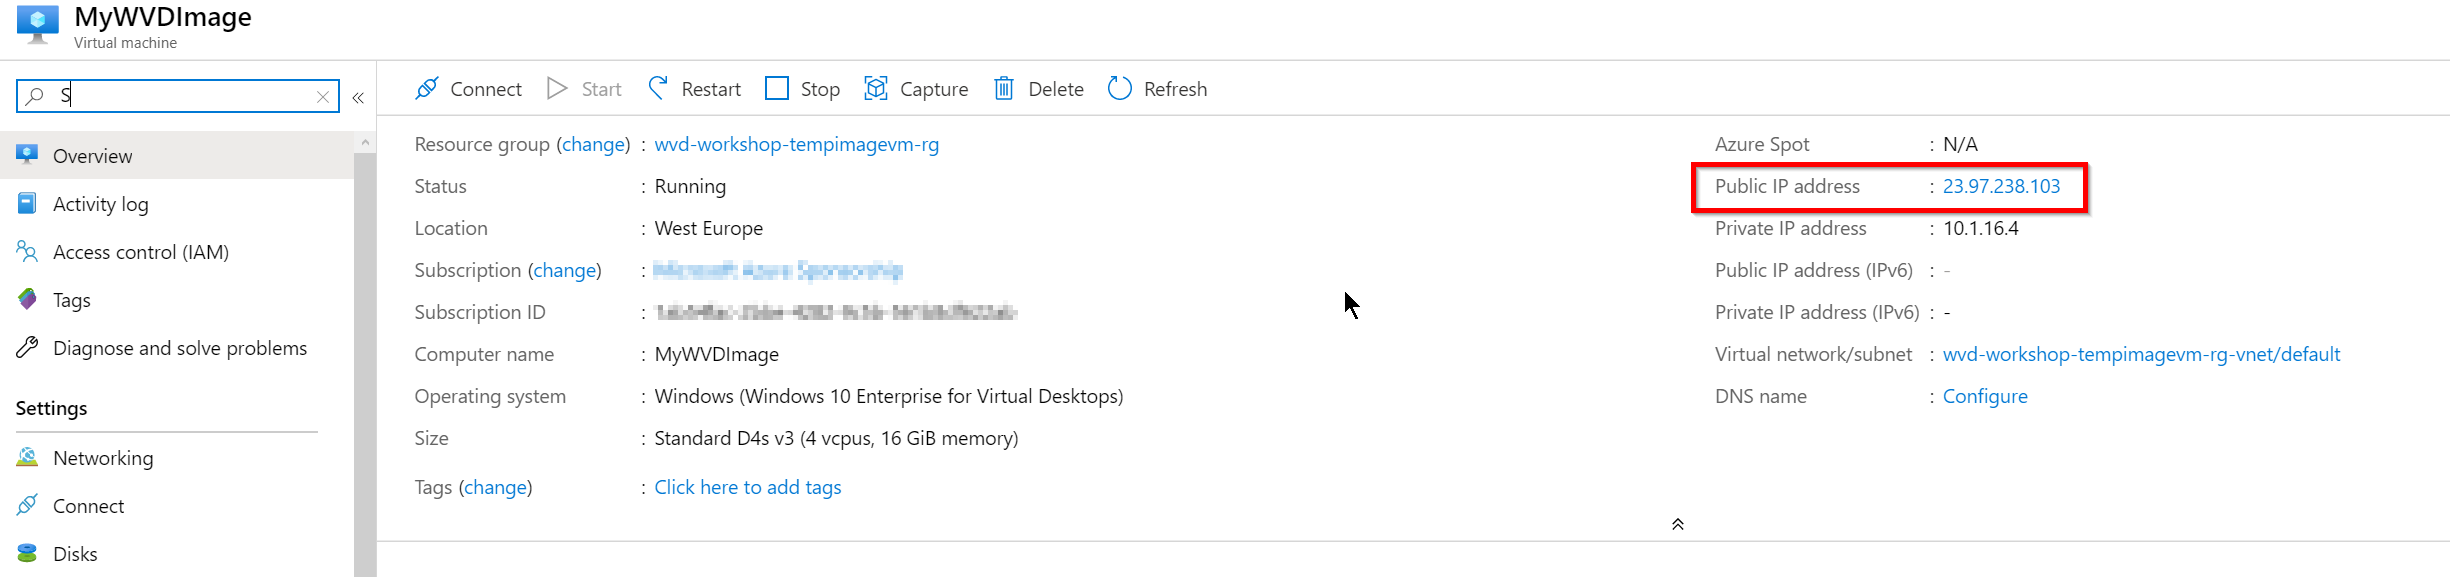 MyWVDImage
Virtual machine
S
Overview
Activity log
Access control (IAM)
Tags
Diagnose and solve problems
Settings
Networking
Connect
Disks
Connect Start Restart Stop Capture Delete Refresh
Resource group (change) : wvd-workshop-tempimagevm-rg
Status : Running
Location : West Europe
Subscription (change) :
Subscription ID :
Computer name : MyWVDImage
Operating system : Windows (Windows 10 Enterprise for Virtual Desktops)
Size : Standard D4s v3 (4 vcpus, 16 GiB memory)
Tags (change) : Click here to add tags
Azure Spot : N/A
Public IP address : 23.97.238.103
Private IP address : 10.1.16.4
Public IP address (IPv6) : -
Private IP address (IPv6) : -
Virtual network/subnet : wvd-workshop-tempimagevm-rg-vnet/default
DNS name : Configure